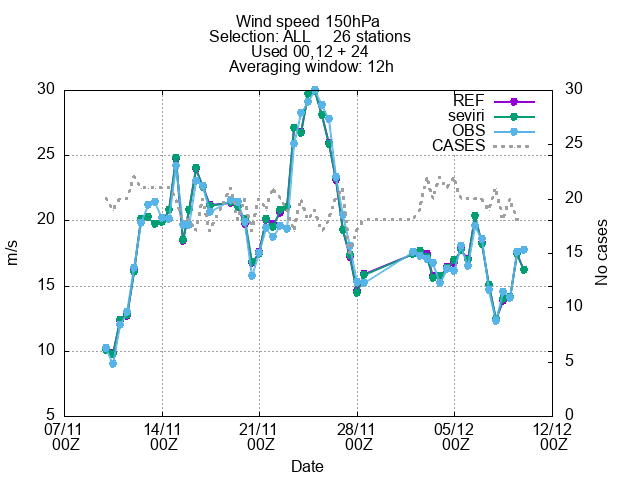 Wind speed 150hPa
Selection: ALL 26 stations
Used 00,12 + 24
Averaging window: 12h
REF
seviri
OBS
CASES
30
25
20
15
10
5
m/s
30
25
20
15
10
5
0
No cases
07/11 14/11 21/11 28/11 05/12 12/12
00Z 00Z 00Z 00Z 00Z 00Z
Date